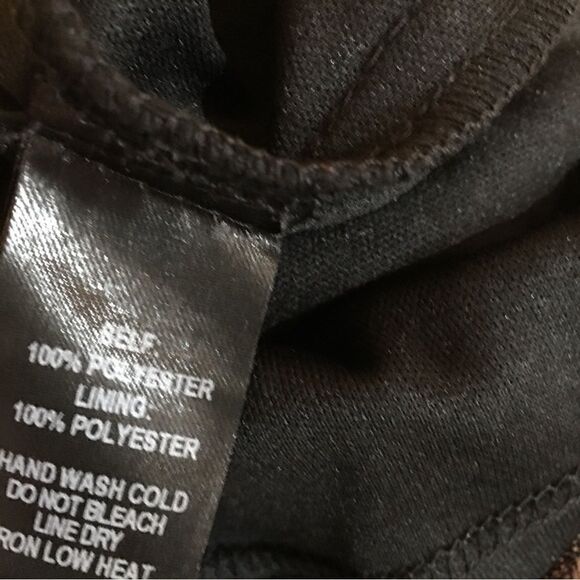 SELF:
100% POLYESTER
LINING:
100% POLYESTER
HAND WASH COLD
DO NOT BLEACH
LINE DRY
RON LOW HEAT